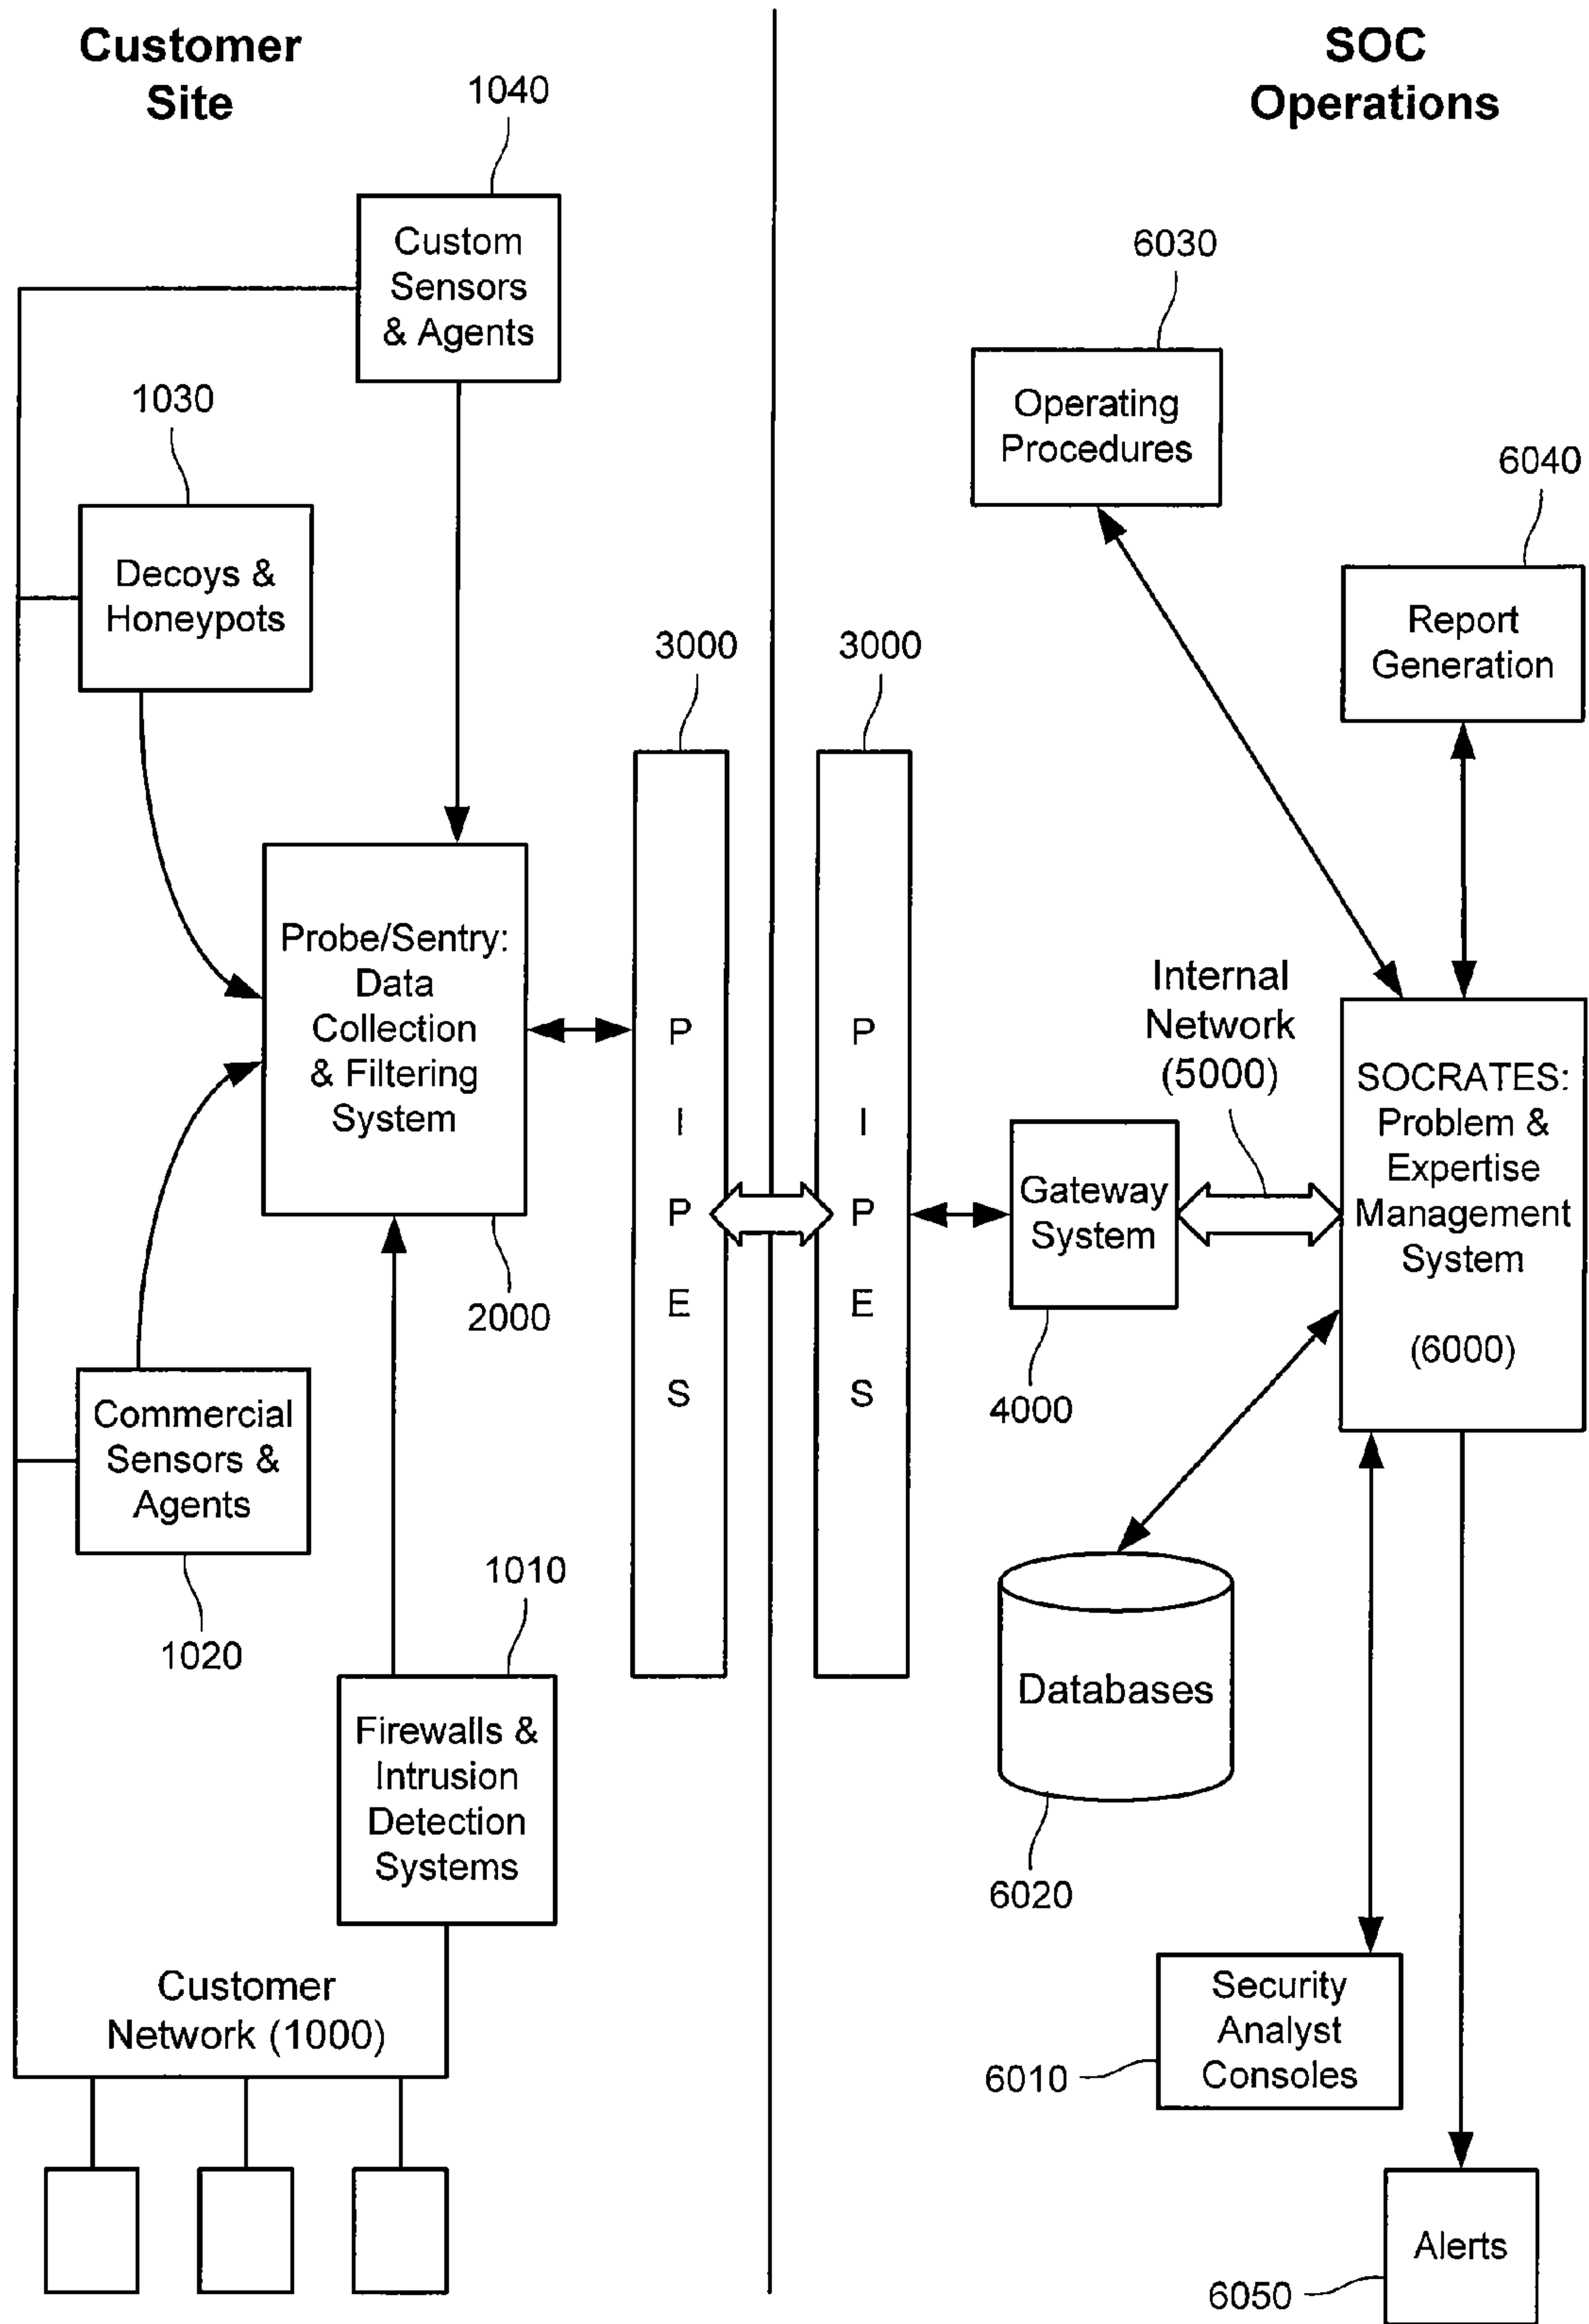 Customer
Site
1040
Custom
Sensors
& Agents
1030
Decoys &
Honeypots
Probe/Sentry:
Data
Collection
& Filtering
System
2000
Commercial
Sensors &
Agents
1020
1010
Firewalls &
Intrusion
Detection
Systems
Customer
Network (1000)
3000
P
I
P
E
S
3000
P
I
P
E
S
SOC
Operations
6030
Operating
Procedures
6040
Report
Generation
Internal
Network
(5000)
Gateway
System
4000
SOCRATES:
Problem &
Expertise
Management
System
(6000)
Databases
6020
Security
Analyst
Consoles
6010
Alerts
6050